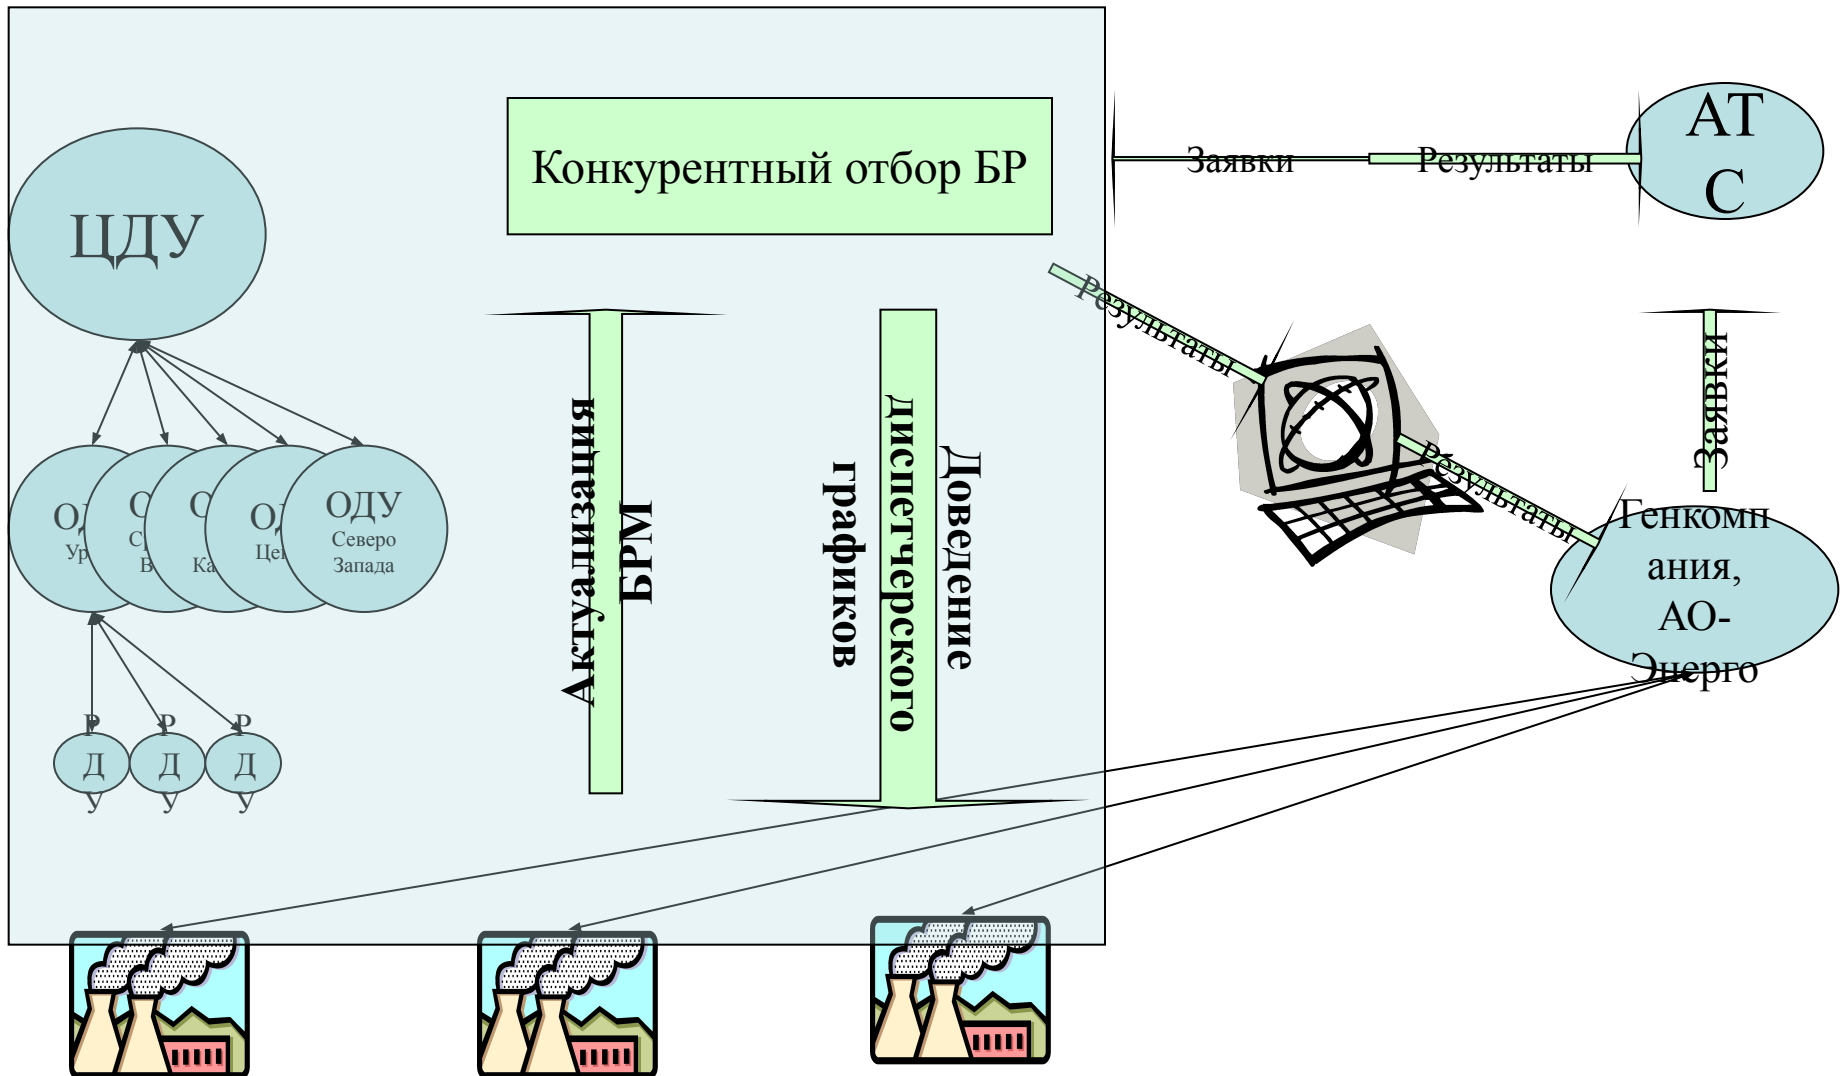 Конкурентный отбор БР
АТ
С
Заявки
Результаты
ЦДУ
Результаты
Заявки
Результаты
Актуализация
БРМ
Доведение
диспетчерского
графиков
ОДУ
Северо
Запада
Генкомп
ания,
АО-
Энерго
Р
Д
У
Р
Д
У
Р
Д
У